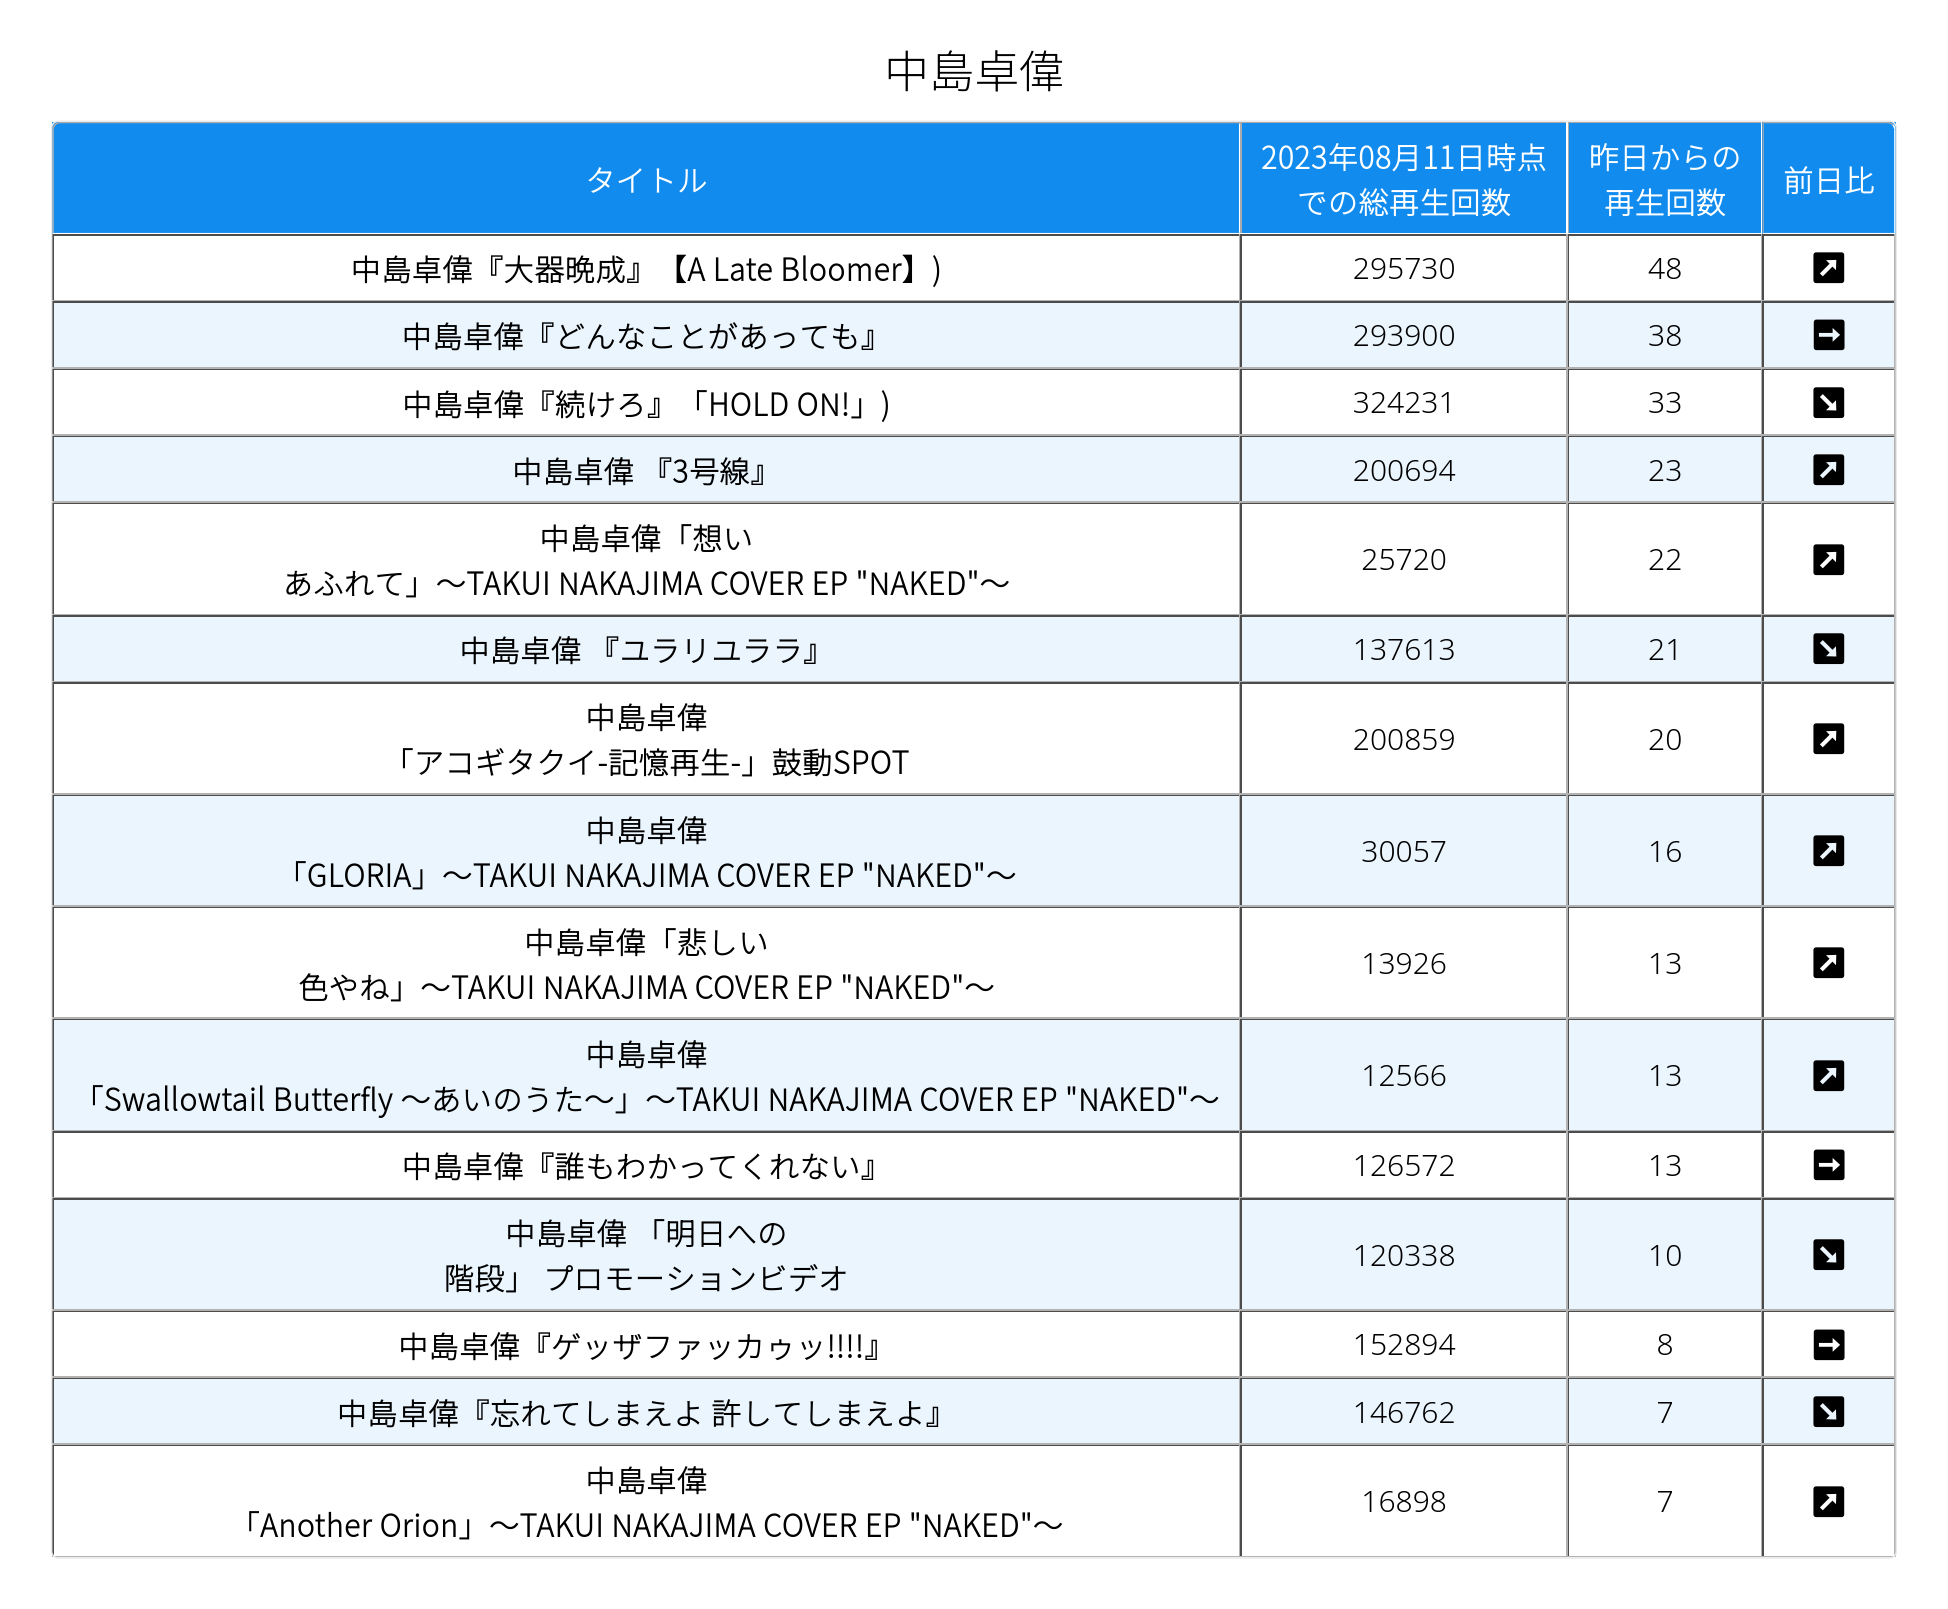 中島卓偉
タイトル
2023年08月11日時点
での総再生回数
昨日からの
再生回数
前日比
中島卓偉『大器晩成』【A Late Bloomer】)
295730
48
中島卓偉『どんなことがあっても』
293900
38
中島卓偉『続けろ』「HOLD ON!」)
324231
33
中島卓偉 『3号線』
200694
23
中島卓偉「想い
あふれて」〜TAKUI NAKAJIMA COVER EP "NAKED"〜
25720
22
中島卓偉 『ユラリユララ』
137613
21
中島卓偉
「アコギタクイ-記憶再生-」鼓動SPOT
200859
20
中島卓偉
「GLORIA」〜TAKUI NAKAJIMA COVER EP "NAKED"〜
30057
16
中島卓偉「悲しい
色やね」〜TAKUI NAKAJIMA COVER EP "NAKED"〜
13926
13
中島卓偉
「Swallowtail Butterfly 〜あいのうた〜」〜TAKUI NAKAJIMA COVER EP "NAKED"〜
12566
13
中島卓偉『誰もわかってくれない』
126572
13
中島卓偉 「明日への
階段」 プロモーションビデオ
120338
10
中島卓偉『ゲッザファッカゥッ!!!!』
152894
8
中島卓偉『忘れてしまえよ 許してしまえよ』
146762
7
中島卓偉
「Another Orion」〜TAKUI NAKAJIMA COVER EP "NAKED"〜
16898
7